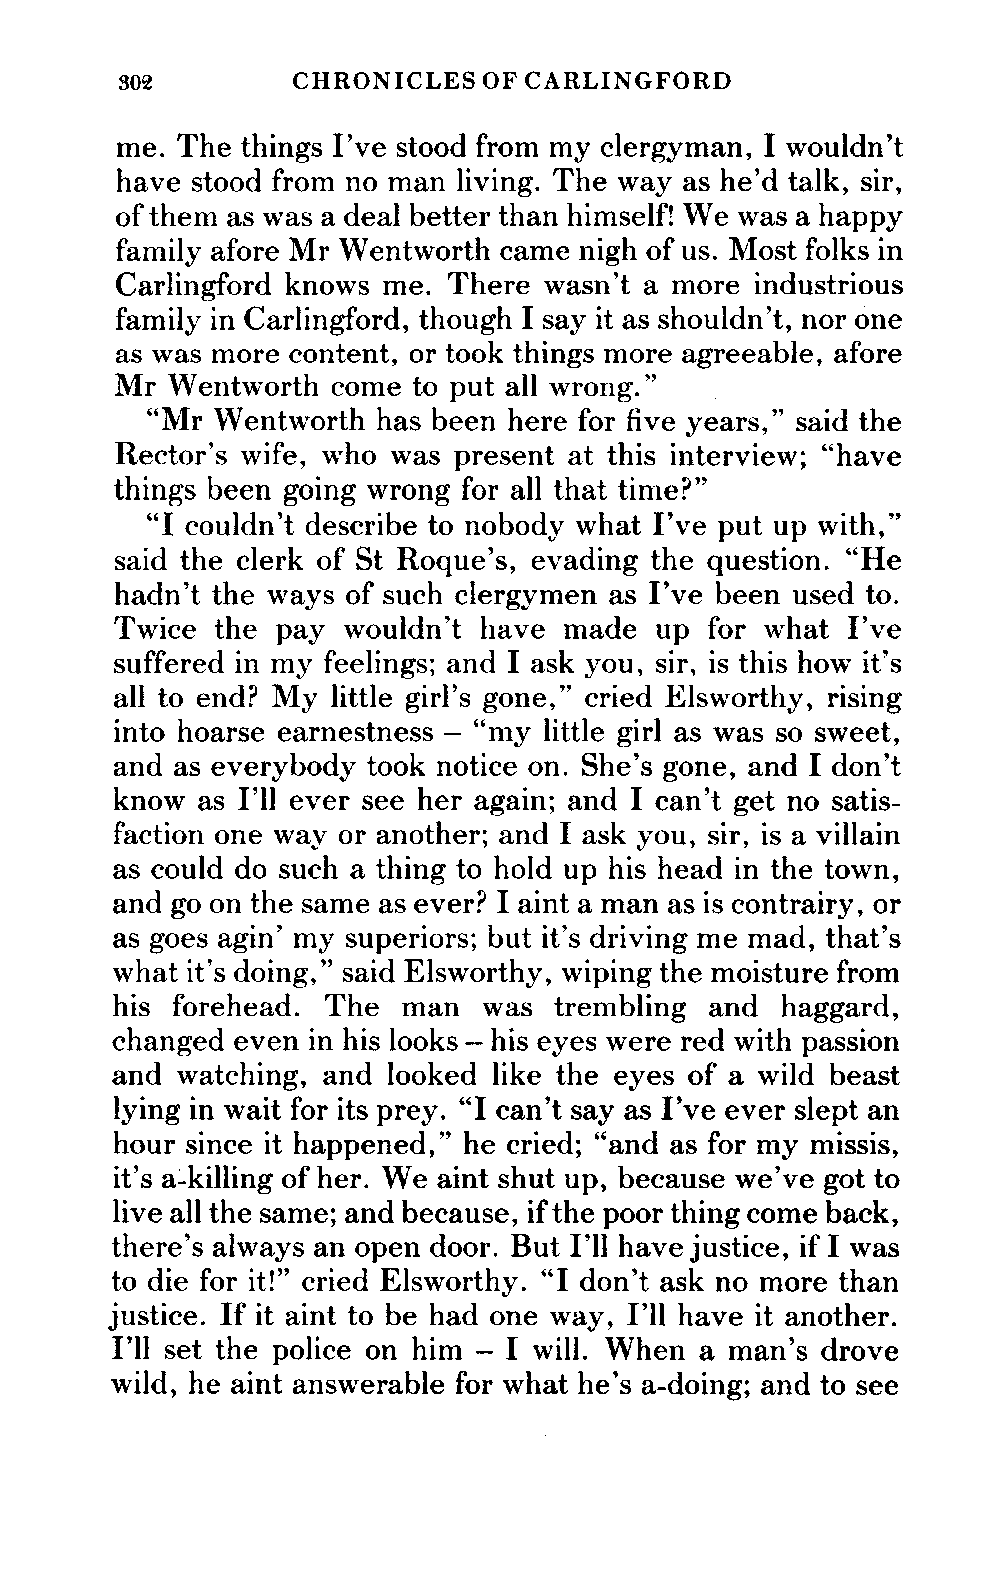 302 CHRONICLES OF CARLINGFORD
me. The things I've stood from my clergyman, I wouldn't
have stood from no man living. The way as he'd talk, sir,
of them as was a deal better than himself! We was a happy
family afore Mr Wentworth came nigh of us. Most folks in
Carlingford knows me. There wasn't a more industrious
family in Carlingford, though I say it as shouldn't, nor one
as was more content, or took things more agreeable, afore
Mr Wentworth come to put all wrong.”
“Mr Wentworth has been here for five years,” said the
Rector's wife, who was present at this interview; “have
things been going wrong for all that time?”
“I couldn't describe to nobody what I've put up with,”
said the clerk of St Roque's, evading the question. “He
hadn't the ways of such clergymen as I've been used to.
Twice the pay wouldn't have made up for what I've
suffered in my feelings; and I ask you, sir, is this how it's
all to end? My little girl's gone,” cried Elsworthy, rising
into hoarse earnestness – “my little girl as was so sweet,
and as everybody took notice on. She's gone, and I don't
know as I'll ever see her again; and I can't get no satis-
faction one way or another; and I ask you, sir, is a villain
as could do such a thing to hold up his head in the town,
and go on the same as ever? I aint a man as is contrairy, or
as goes agin' my superiors; but it's driving me mad, that's
what it's doing,” said Elsworthy, wiping the moisture from
his forehead. The man was trembling and haggard,
changed even in his looks – his eyes were red with passion
and watching, and looked like the eyes of a wild beast
lying in wait for its prey. “I can't say as I've ever slept an
hour since it happened,” he cried; “and as for my missis,
it's a-killing of her. We aint shut up, because we've got to
live all the same; and because, if the poor thing come back,
there's always an open door. But I'll have justice, if I was
to die for it!” cried Elsworthy. “I don't ask no more than
justice. If it aint to be had one way, I'll have it another.
I'll set the police on him – I will. When a man's drove
wild, he aint answerable for what he's a-doing; and to see